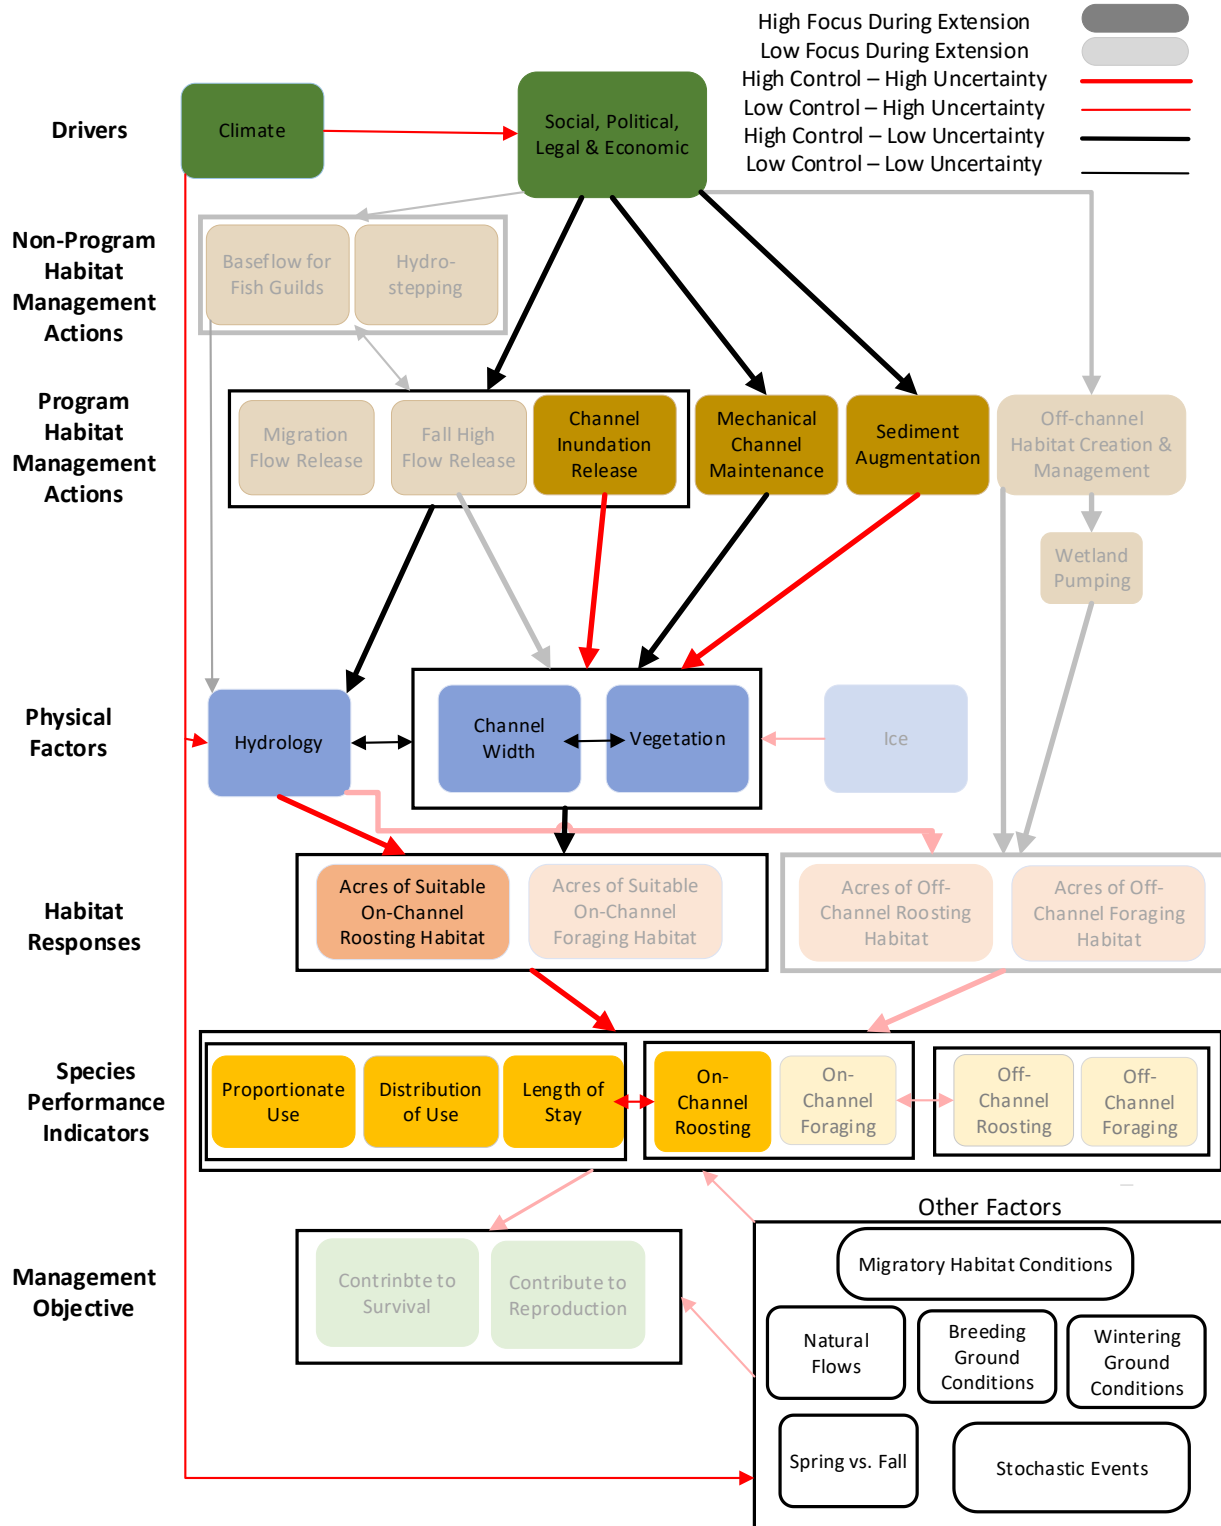 High Focus During Extension
Low Focus During Extension
High Control – High Uncertainty
Low Control – High Uncertainty
High Control – Low Uncertainty
Low Control – Low Uncertainty
Drivers
Climate
Social, Political,
Legal & Economic
Non-Program
Habitat
Management
Actions
Baseflow for
Fish Guilds
Hydro-
stepping
Program
Habitat
Management
Actions
Migration
Flow Release
Fall High
Flow Release
Channel
Inundation
Release
Mechanical
Channel
Maintenance
Sediment
Augmentation
Off-channel
Habitat Creation &
Management
Wetland
Pumping
Physical
Factors
Hydrology
Channel
Width
Vegetation
Ice
Habitat
Responses
Acres of Suitable
On-Channel
Roosting Habitat
Acres of Suitable
On-Channel
Foraging Habitat
Acres of Off-
Channel Roosting
Habitat
Acres of Off-
Channel Foraging
Habitat
Species
Performance
Indicators
Proportionate
Use
Distribution
of Use
Length of
Stay
On-
Channel
Roosting
On-
Channel
Foraging
Off-
Channel
Roosting
Off-
Channel
Foraging
Management
Objective
Contrinbte to
Survival
Contribute to
Reproduction
Other Factors
Migratory Habitat Conditions
Natural
Flows
Breeding
Ground
Conditions
Wintering
Ground
Conditions
Spring vs. Fall
Stochastic Events